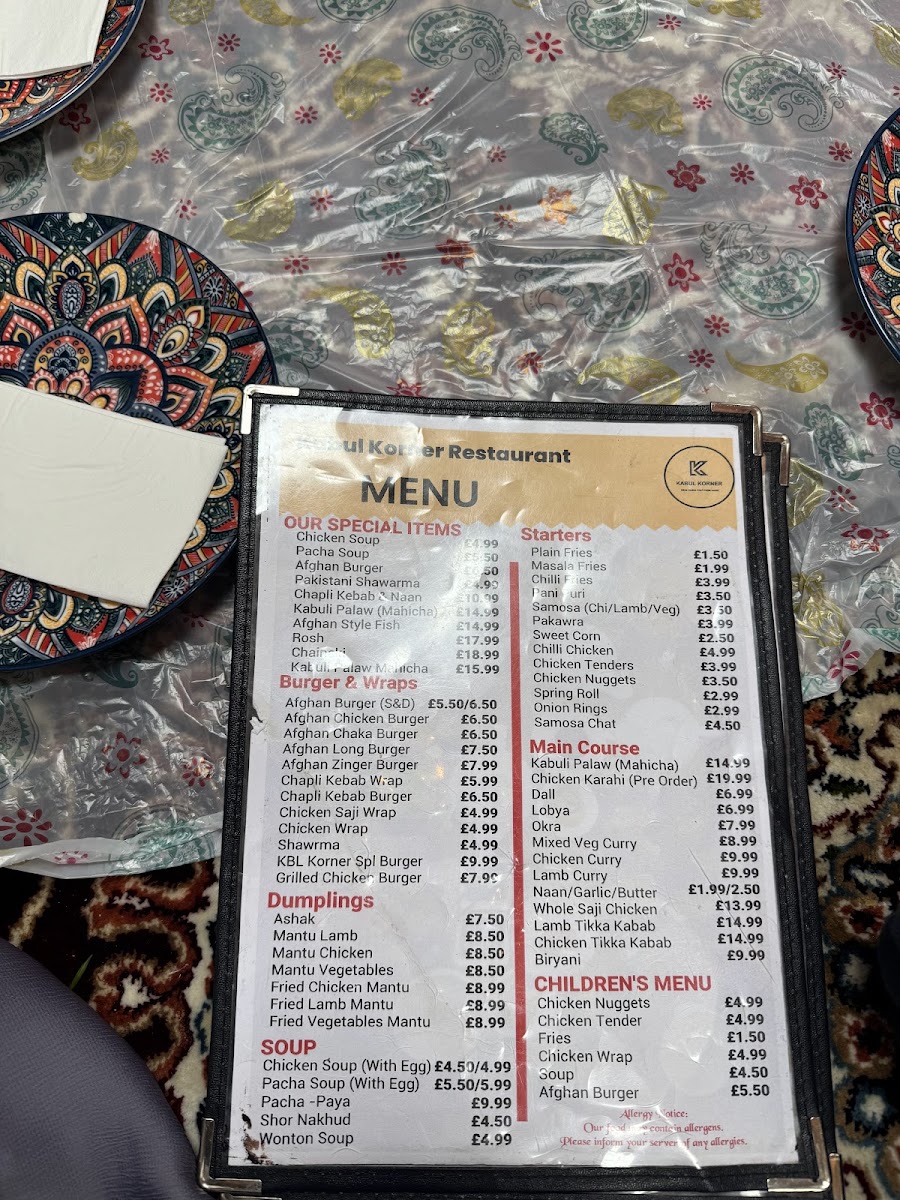 Kabul Korner Restaurant
MENU
KABUL KORNER
OUR SPECIAL ITEMS
Chicken Soup £4.99
Pacha Soup £5.50
Afghan Burger £6.50
Pakistani Shawarma £4.99
Chapli Kebab & Naan £10.99
Kabuli Palaw (Mahicha) £14.99
Afghan Style Fish £14.99
Rosh £17.99
Chainaki £18.99
Kabuli Palaw Mahicha £15.99
Burger & Wraps
Afghan Burger (S&D) £5.50/6.50
Afghan Chicken Burger £6.50
Afghan Chaka Burger £6.50
Afghan Long Burger £7.50
Afghan Zinger Burger £7.99
Chapli Kebab Wrap £5.99
Chapli Kebab Burger £6.50
Chicken Saji Wrap £4.99
Chicken Wrap £4.99
Shawrma £4.99
KBL Korner Spl Burger £9.99
Grilled Chicken Burger £7.99
Dumplings
Ashak £7.50
Mantu Lamb £8.50
Mantu Chicken £8.50
Mantu Vegetables £8.50
Fried Chicken Mantu £8.99
Fried Lamb Mantu £8.99
Fried Vegetables Mantu £8.99
SOUP
Chicken Soup (With Egg) £4.50/4.99
Pacha Soup (With Egg) £5.50/5.99
Pacha -Paya £9.99
Shor Nakhud £4.50
Wonton Soup £4.99
Starters
Plain Fries £1.50
Masala Fries £1.99
Chilli Fries £3.99
Pani Puri £3.50
Samosa (Chi/Lamb/Veg) £3.50
Pakawra £3.99
Sweet Corn £2.50
Chilli Chicken £4.99
Chicken Tenders £3.99
Chicken Nuggets £3.50
Spring Roll £2.99
Onion Rings £2.99
Samosa Chat £4.50
Main Course
Kabuli Palaw (Mahicha) £14.99
Chicken Karahi (Pre Order) £19.99
Dall £6.99
Lobya £6.99
Okra £7.99
Mixed Veg Curry £8.99
Chicken Curry £9.99
Lamb Curry £9.99
Naan/Garlic/Butter £1.99/2.50
Whole Saji Chicken £13.99
Lamb Tikka Kabab £14.99
Chicken Tikka Kabab £14.99
Biryani £9.99
CHILDREN'S MENU
Chicken Nuggets £4.99
Chicken Tender £4.99
Fries £1.50
Chicken Wrap £4.99
Soup £4.50
Afghan Burger £5.50
Allergy Notice:
Our food may contain allergens.
Please inform your server of any allergies.